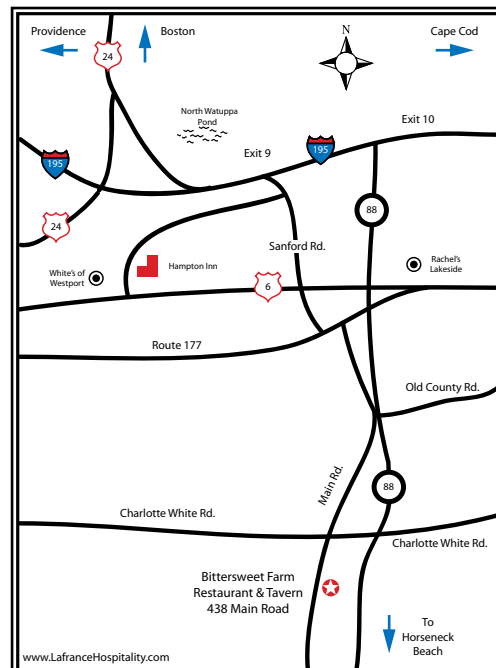 Providence
Boston
Cape Cod
24
N
North Watuppa
Pond
Exit 10
Exit 9
195
195
24
88
Sanford Rd.
White's of
Westport
Hampton Inn
Rachel's
Lakeside
6
Route 177
Old County Rd.
Main Rd.
88
Charlotte White Rd.
Charlotte White Rd.
Bittersweet Farm
Restaurant & Tavern
438 Main Road
To
Horseneck
Beach
www.LafranceHospitality.com